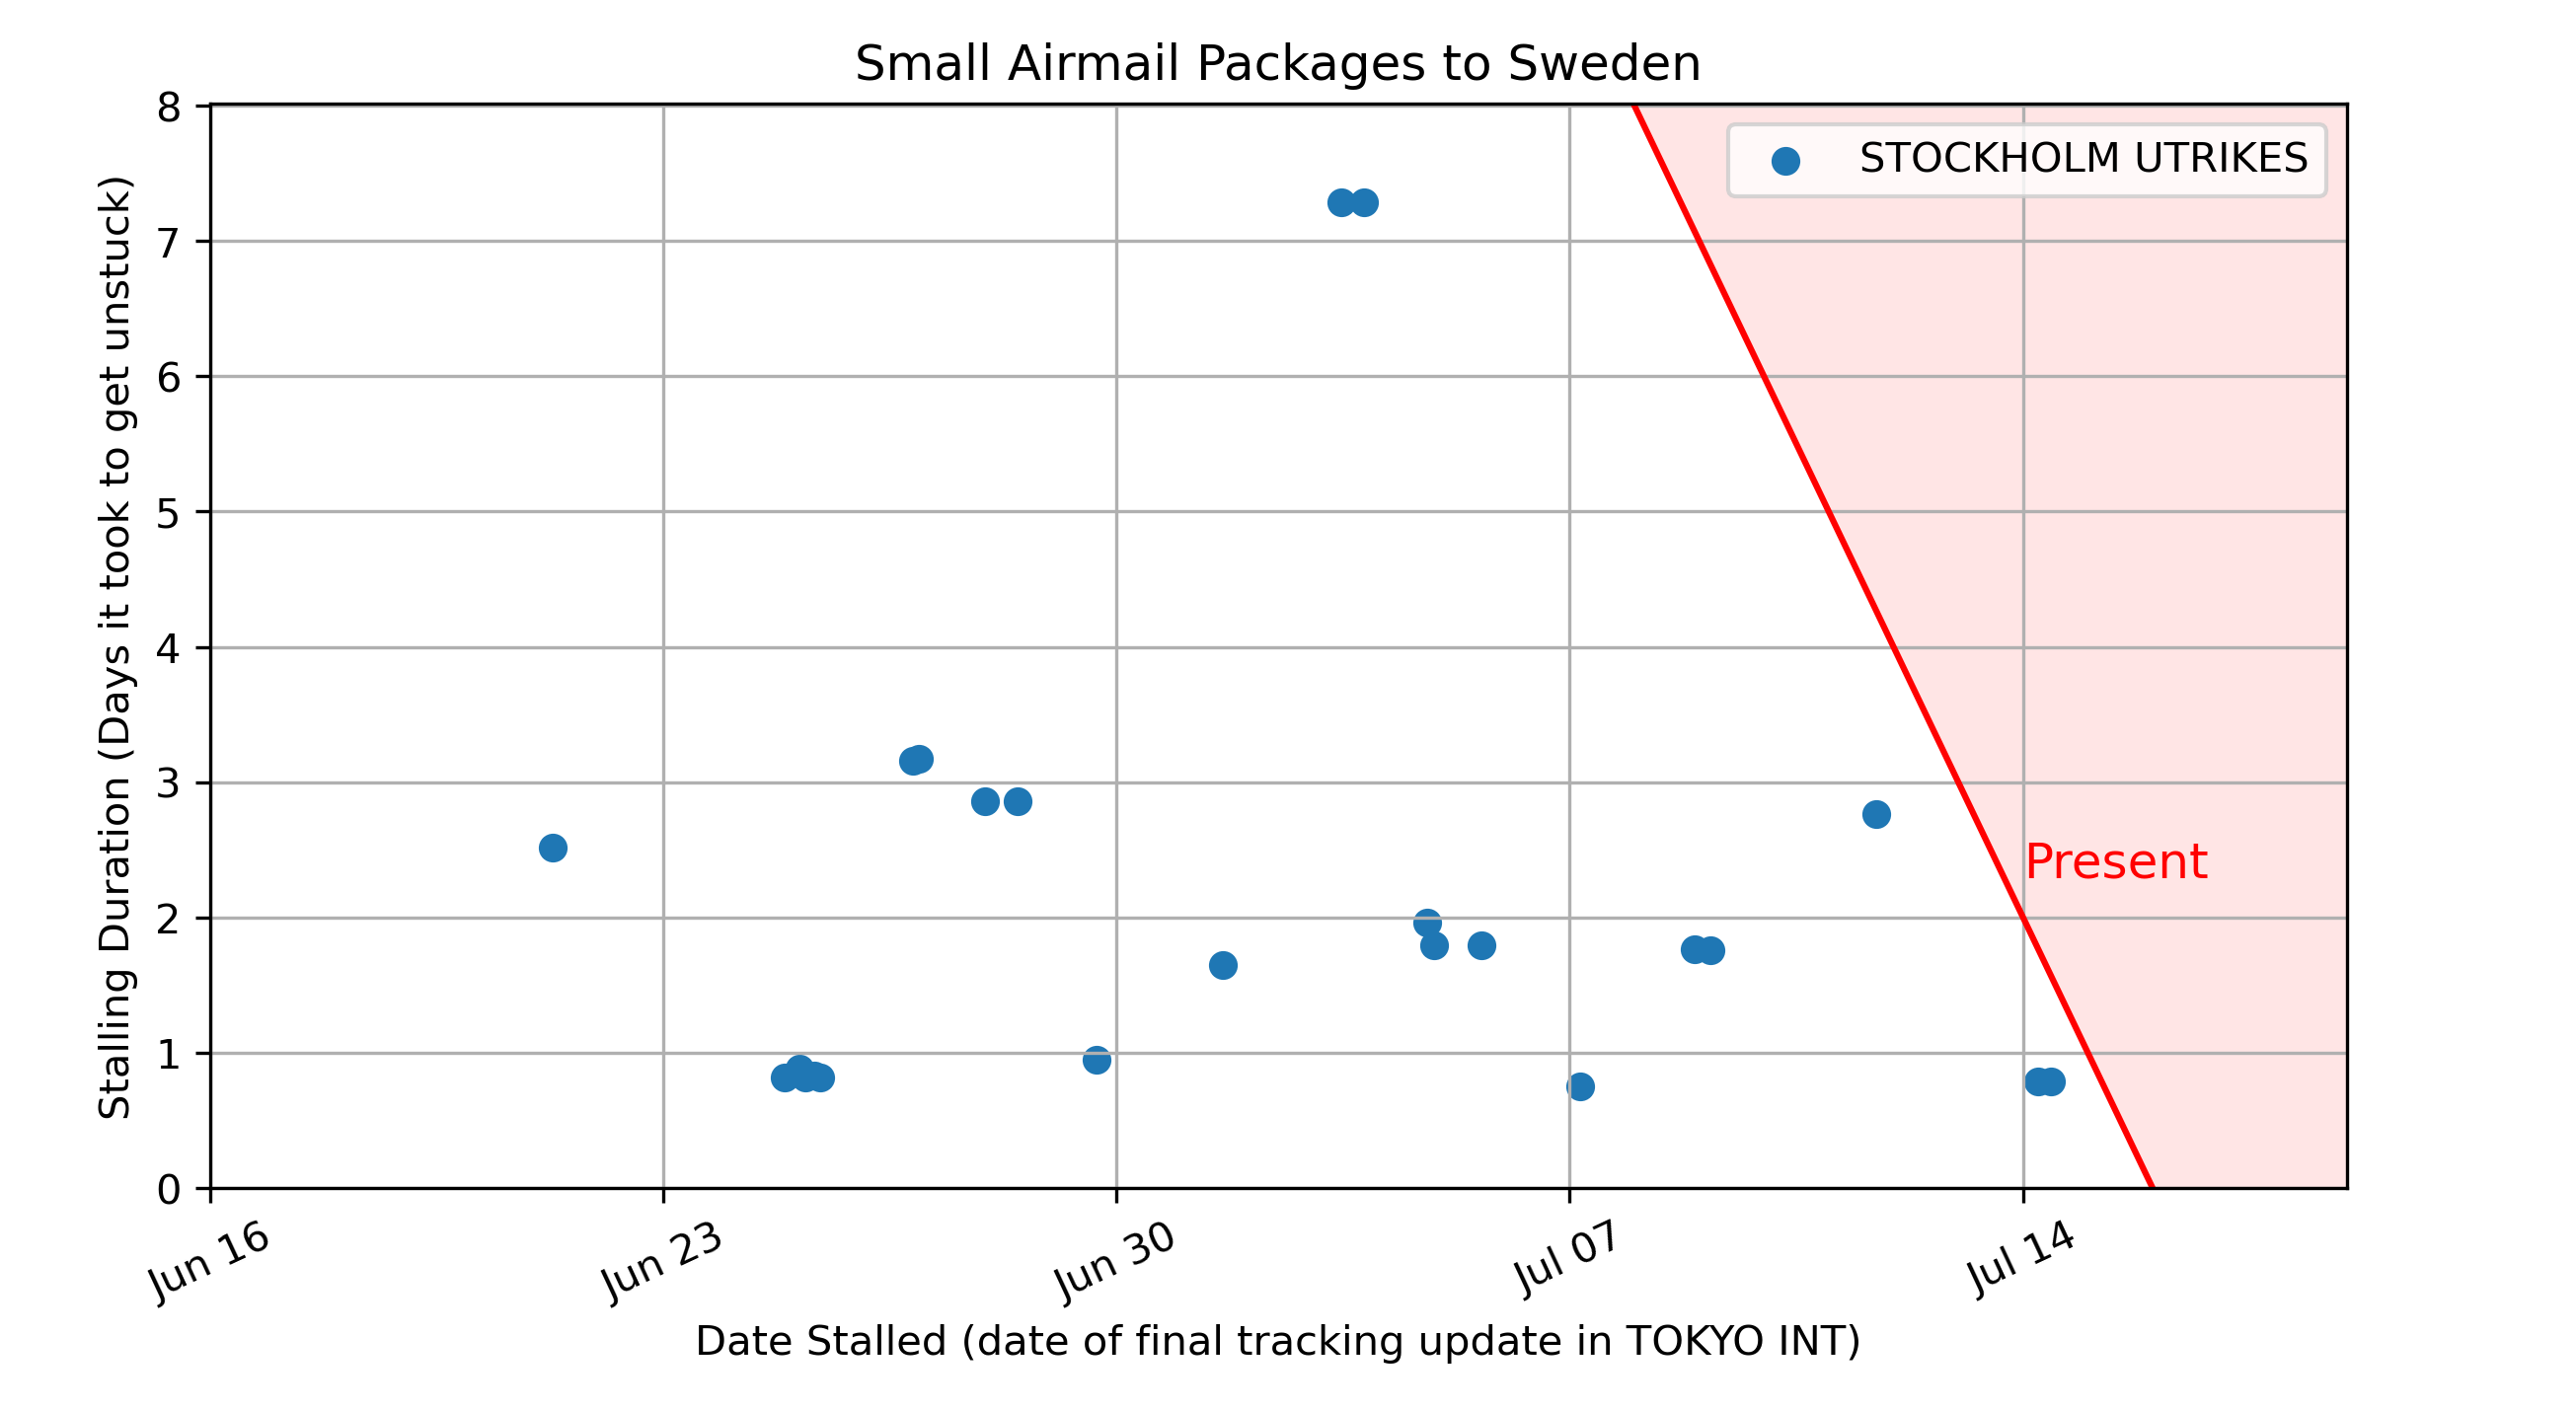 Small Airmail Packages to Sweden
8
7
6
5
4
3
2
1
0
Stalling Duration (Days it took to get unstuck)
STOCKHOLM UTRIKES
Present
Jun 16
Jun 23
Jun 30
Jul 07
Jul 14
Date Stalled (date of final tracking update in TOKYO INT)